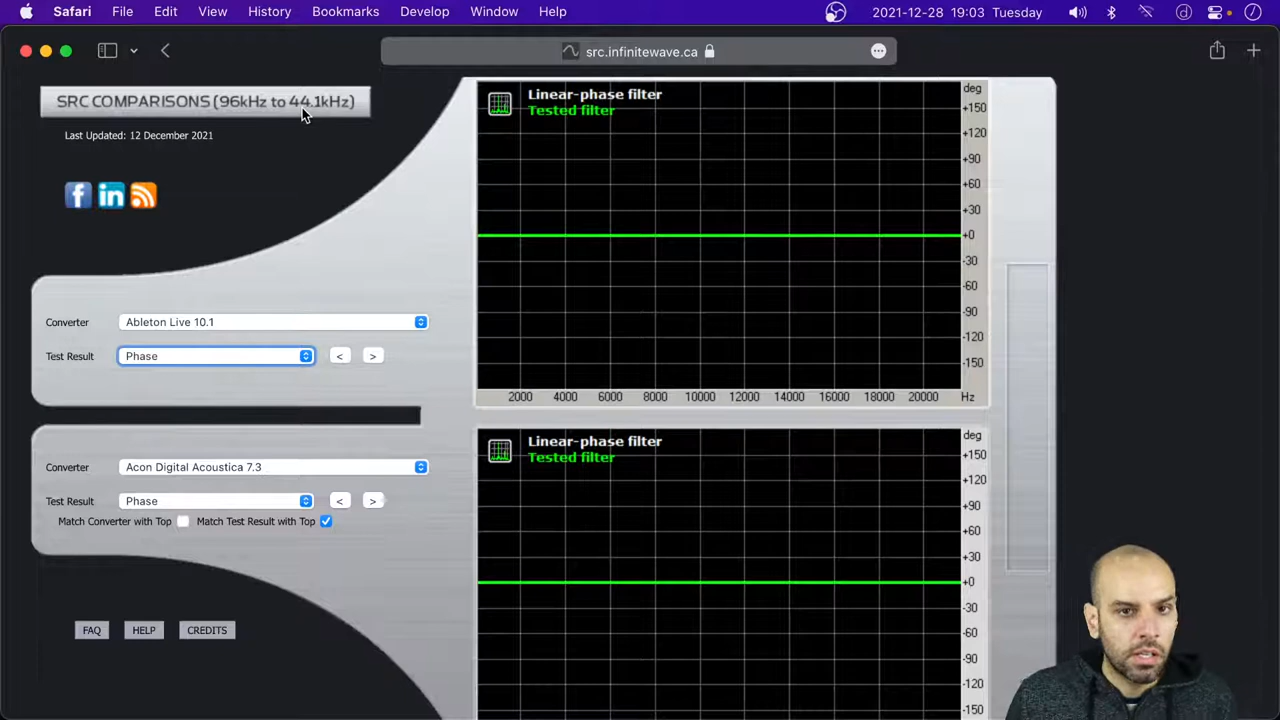 Safari File Edit View History Bookmarks Develop Window Help 2021-12-28 19:03 Tuesday
src.infinitewave.ca
SRC COMPARISONS (96kHz to 44.1kHz)
Last Updated: 12 December 2021
Converter Ableton Live 10.1
Test Result Phase < >
Linear-phase filter
Tested filter
deg
+150
+120
+90
+60
+30
+0
-30
-60
-90
-120
-150
2000 4000 6000 8000 10000 12000 14000 16000 18000 20000 Hz
Converter Acon Digital Acoustica 7.3
Test Result Phase < >
Match Converter with Top Match Test Result with Top
Linear-phase filter
Tested filter
deg
+150
+120
+90
+60
+30
+0
-30
-60
-90
-120
-150
FAQ HELP CREDITS